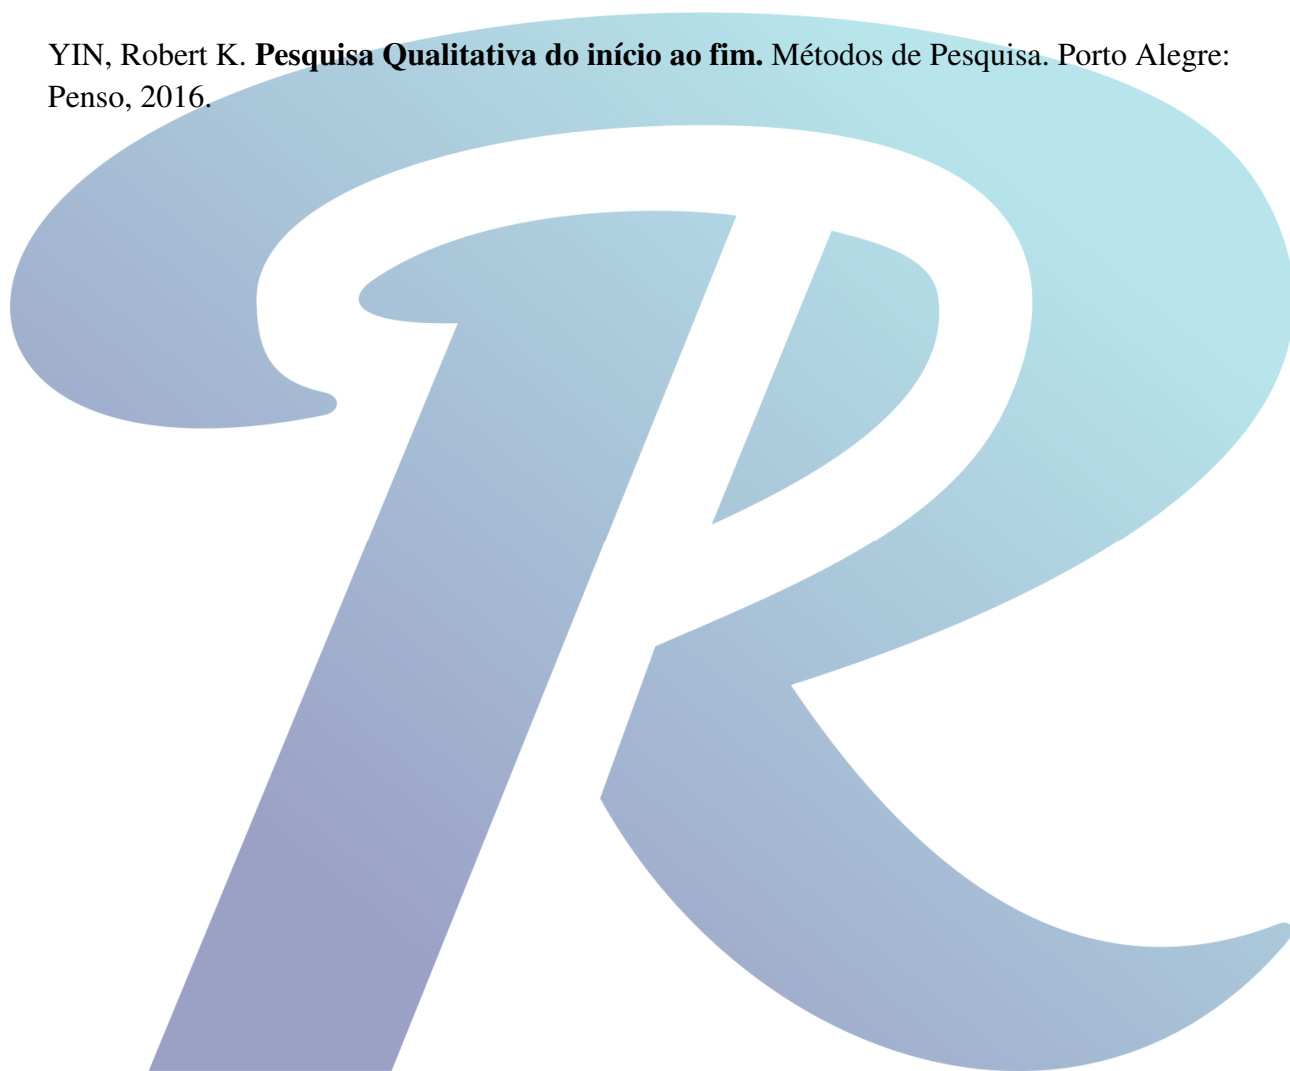 YIN, Robert K. Pesquisa Qualitativa do início ao fim. Métodos de Pesquisa. Porto Alegre:
Penso, 2016.